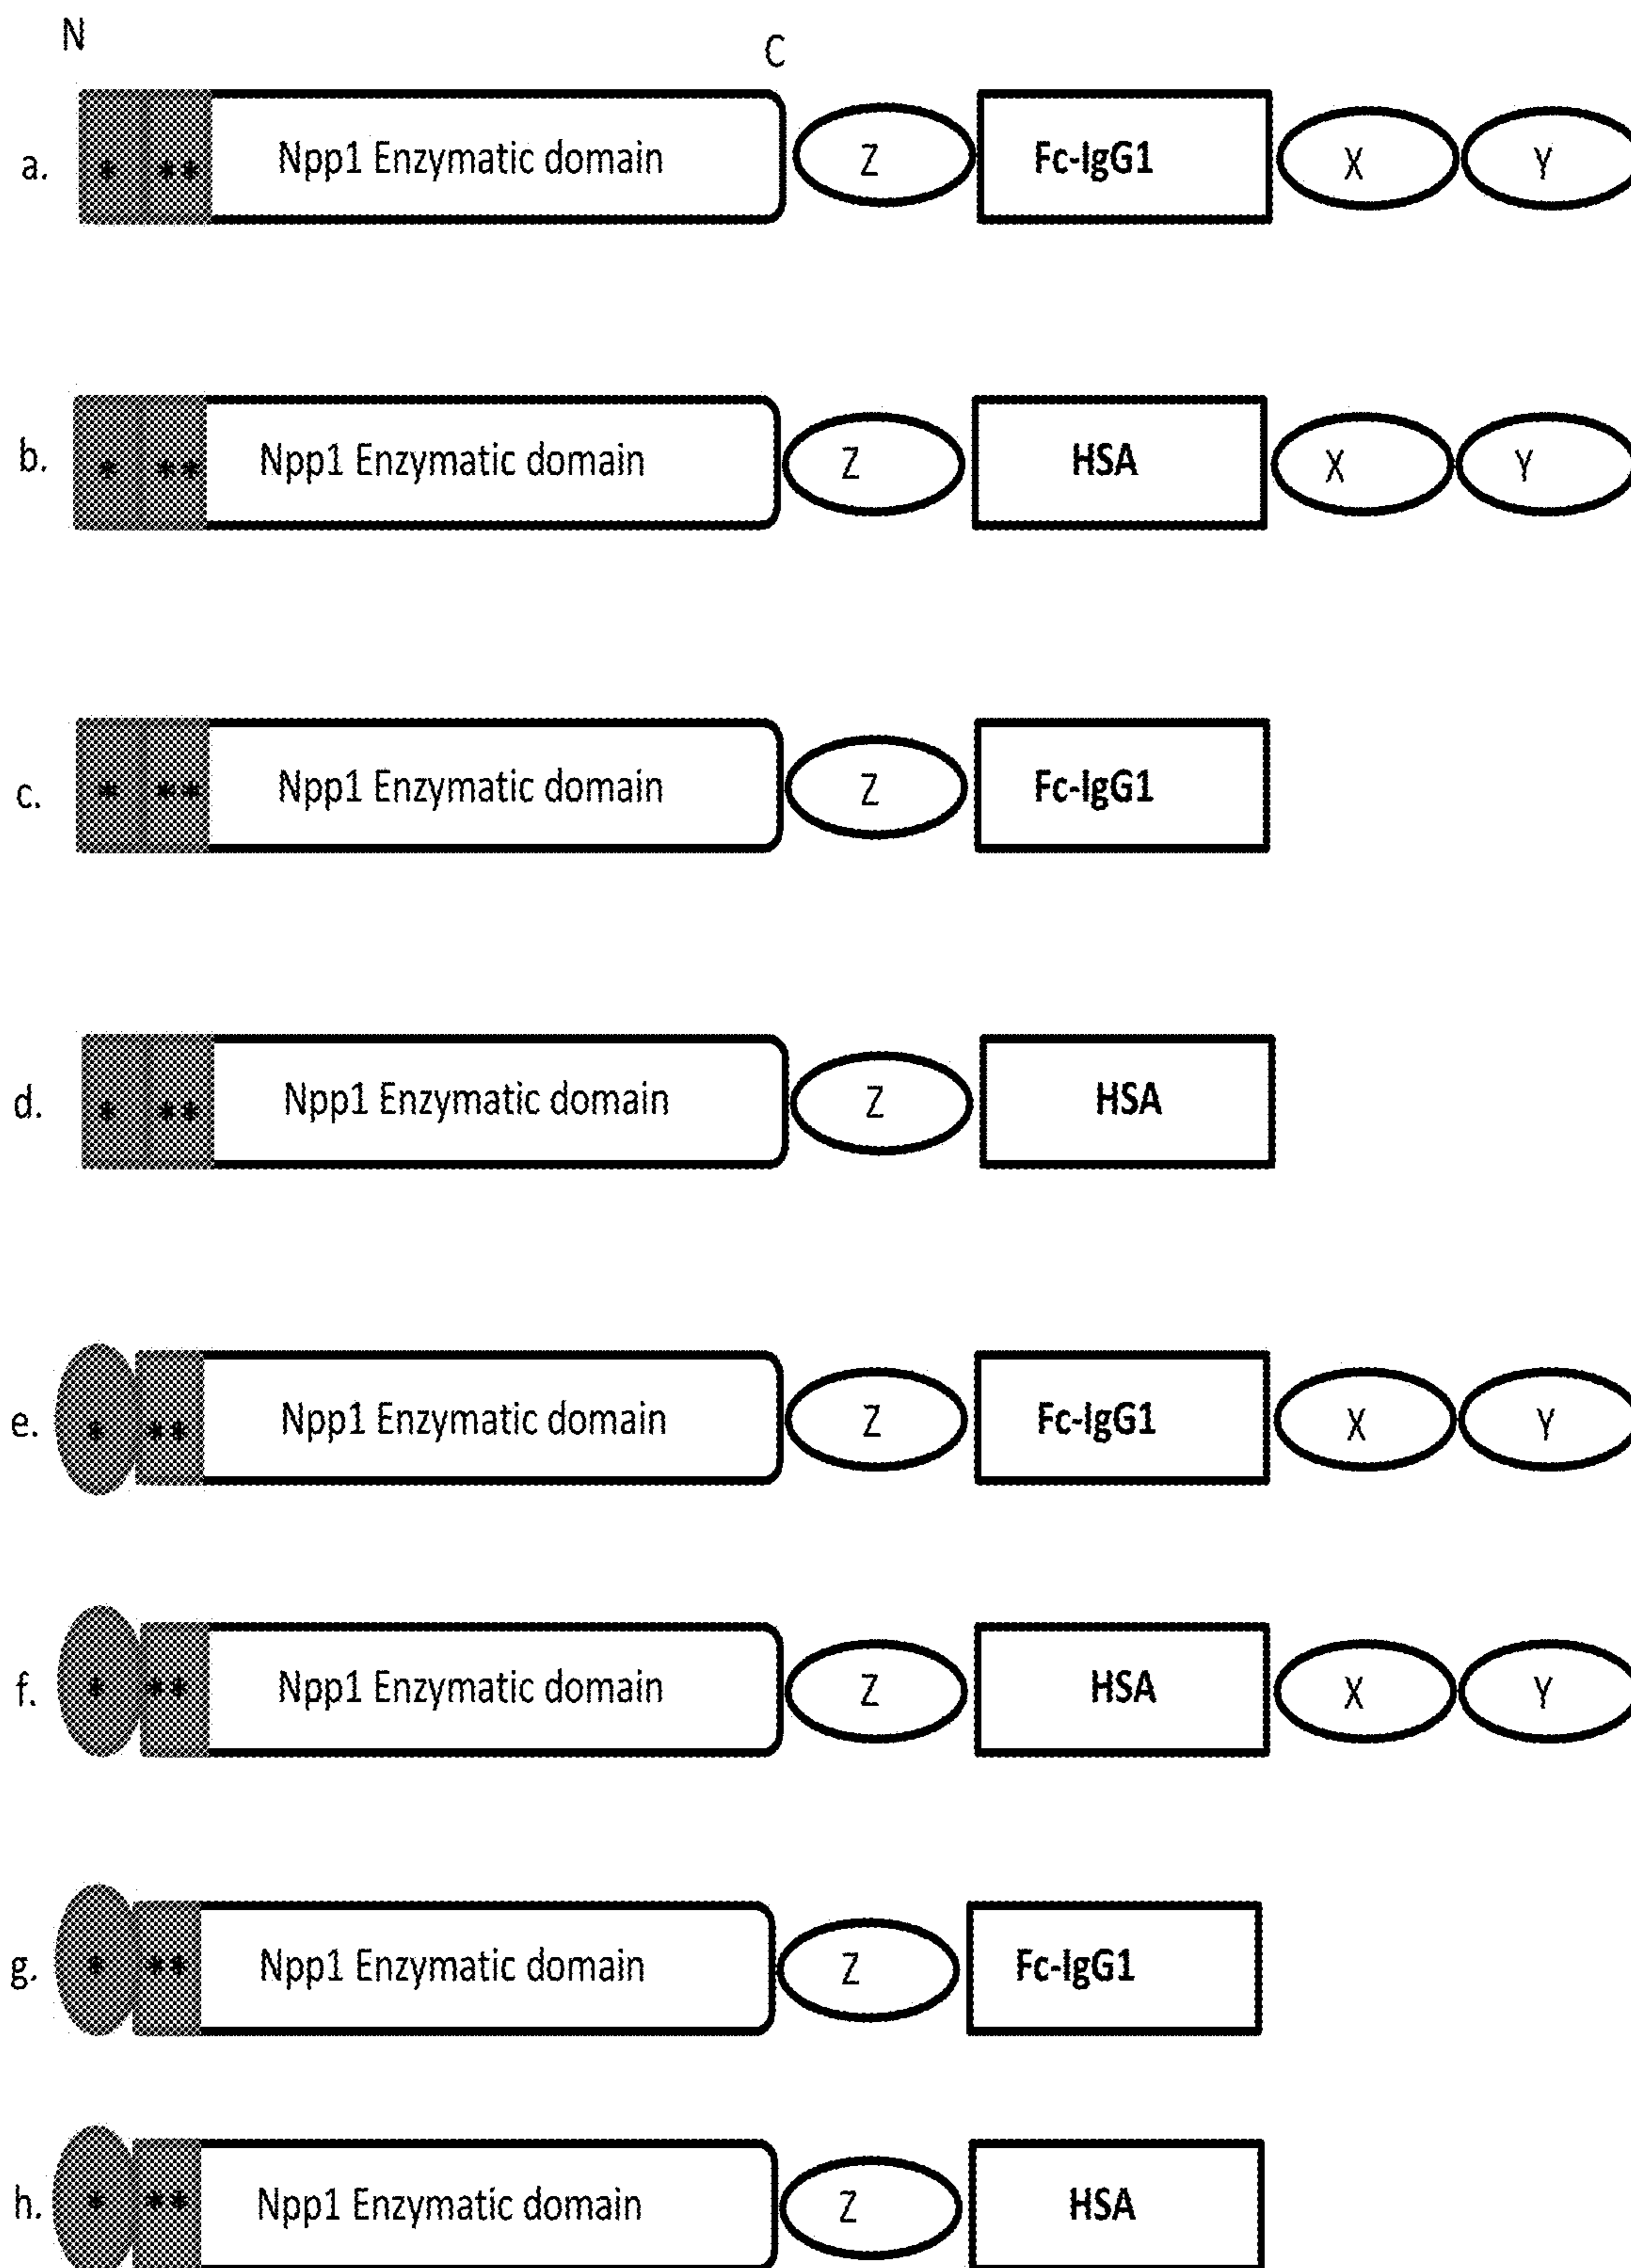 N C
a. * ** Npp1 Enzymatic domain Z Fc-IgG1 X Y
b. * ** Npp1 Enzymatic domain Z HSA X Y
c. * ** Npp1 Enzymatic domain Z Fc-IgG1
d. * ** Npp1 Enzymatic domain Z HSA
e. * ** Npp1 Enzymatic domain Z Fc-IgG1 X Y
f. * ** Npp1 Enzymatic domain Z HSA X Y
g. * ** Npp1 Enzymatic domain Z Fc-IgG1
h. * ** Npp1 Enzymatic domain Z HSA